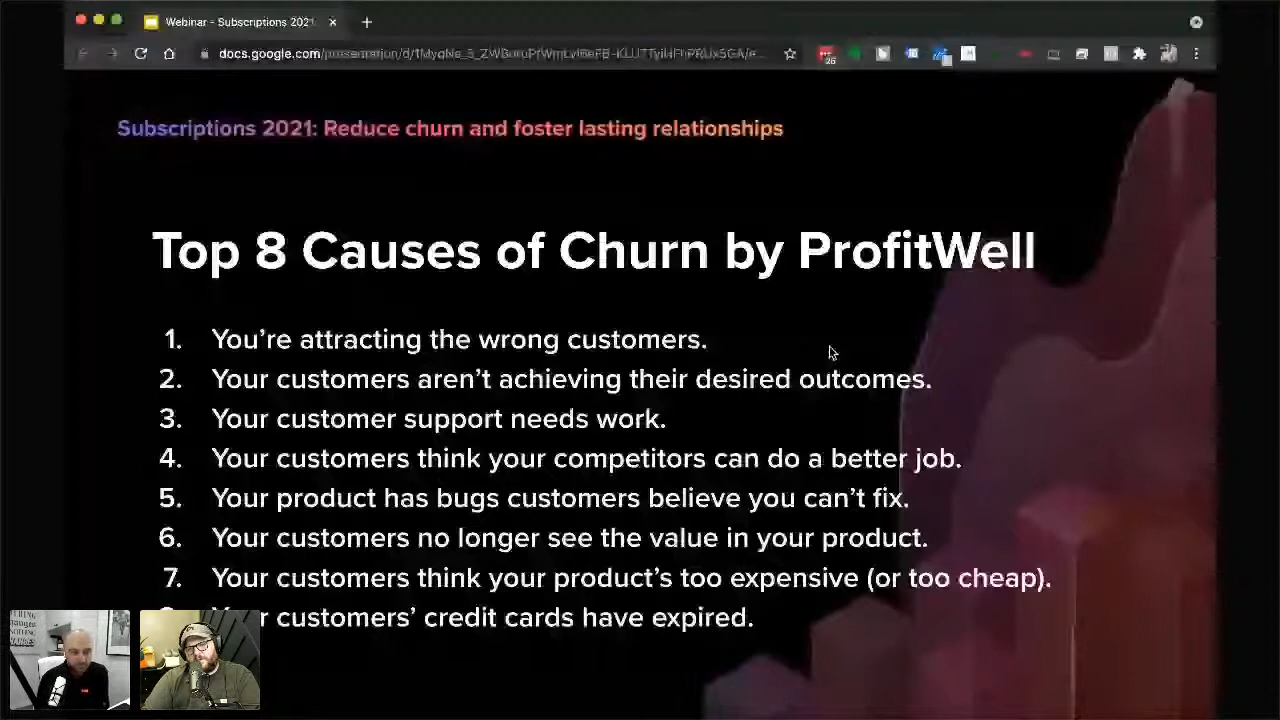 Webinar - Subscriptions 2021
docs.google.com
26
Subscriptions 2021: Reduce churn and foster lasting relationships
Top 8 Causes of Churn by ProfitWell
1. You’re attracting the wrong customers.
2. Your customers aren’t achieving their desired outcomes.
3. Your customer support needs work.
4. Your customers think your competitors can do a better job.
5. Your product has bugs customers believe you can’t fix.
6. Your customers no longer see the value in your product.
7. Your customers think your product’s too expensive (or too cheap).
customers’ credit cards have expired.
NOTHING